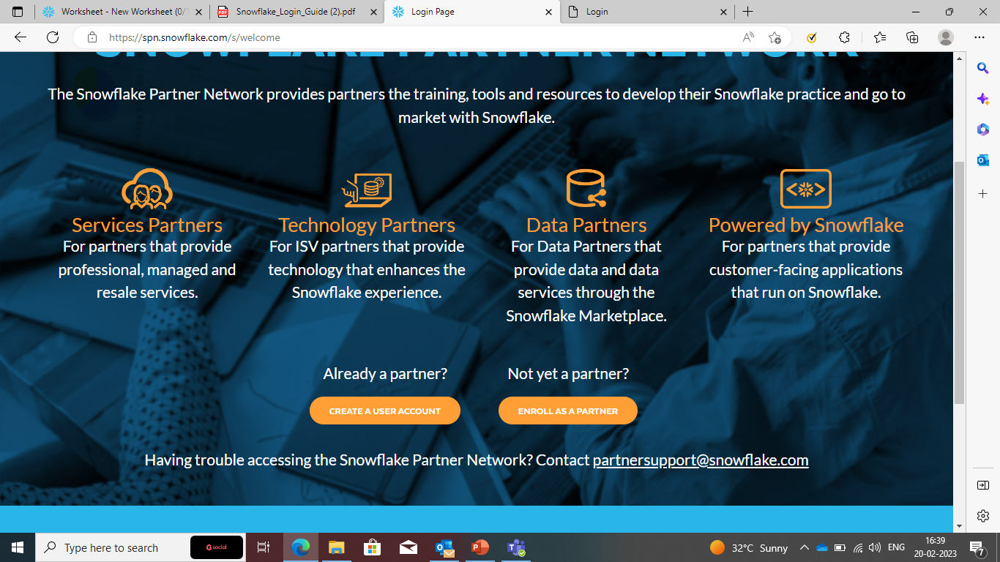 Worksheet - New Worksheet (0/
Snowflake_Login_Guide (2).pdf
Login Page
Login
https://spn.snowflake.com/s/welcome
SNOWFLAKE PARTNER NETWORK
The Snowflake Partner Network provides partners the training, tools and resources to develop their Snowflake practice and go to
market with Snowflake.
Services Partners
For partners that provide
professional, managed and
resale services.
Technology Partners
For ISV partners that provide
technology that enhances the
Snowflake experience.
Data Partners
For Data Partners that
provide data and data
services through the
Snowflake Marketplace.
Powered by Snowflake
For partners that provide
customer-facing applications
that run on Snowflake.
Already a partner?
CREATE A USER ACCOUNT
Not yet a partner?
ENROLL AS A PARTNER
Having trouble accessing the Snowflake Partner Network? Contact partnersupport@snowflake.com
Type here to search
social
32°C Sunny
ENG
16:39
20-02-2023
7